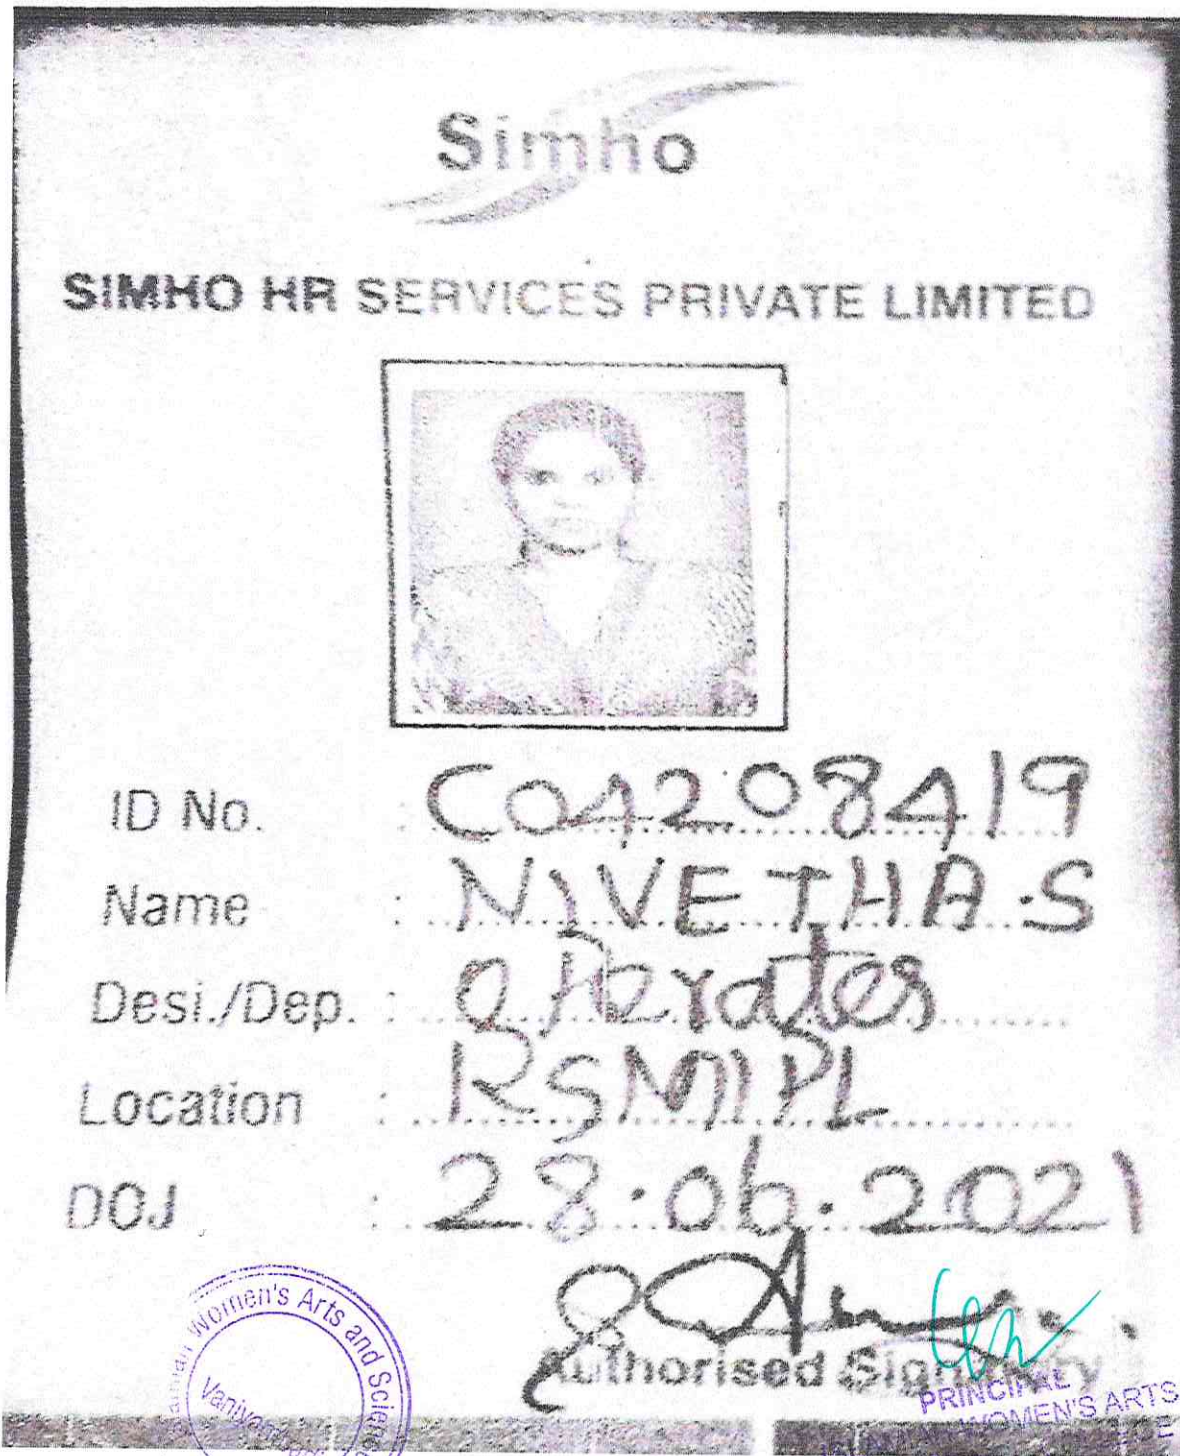 Simho
SIMHO HR SERVICES PRIVATE LIMITED
ID No. : C04208419
Name : NIVETHA.S
Desi./Dep. : operates
Location : RSMIPL
DOJ : 28.06.2021
Authorised Signatory
Women's Arts and Science
PRINCIPAL
WOMEN'S ARTS